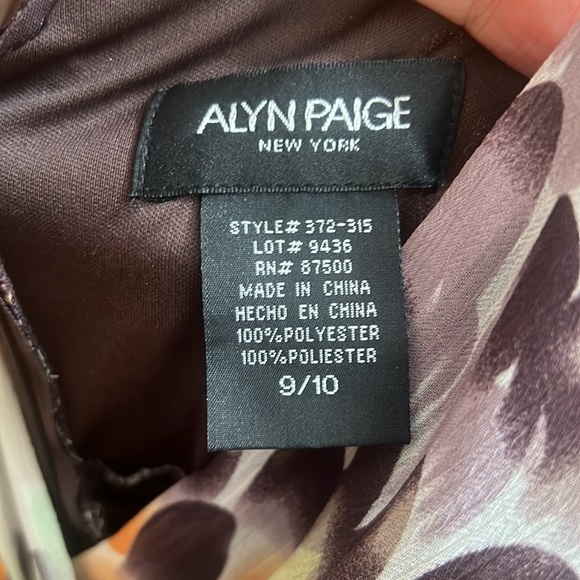 ALYN PAIGE
NEW YORK
STYLE# 372-315
LOT# 9436
RN# 87500
MADE IN CHINA
HECHO EN CHINA
100%POLYESTER
100%POLIESTER
9/10